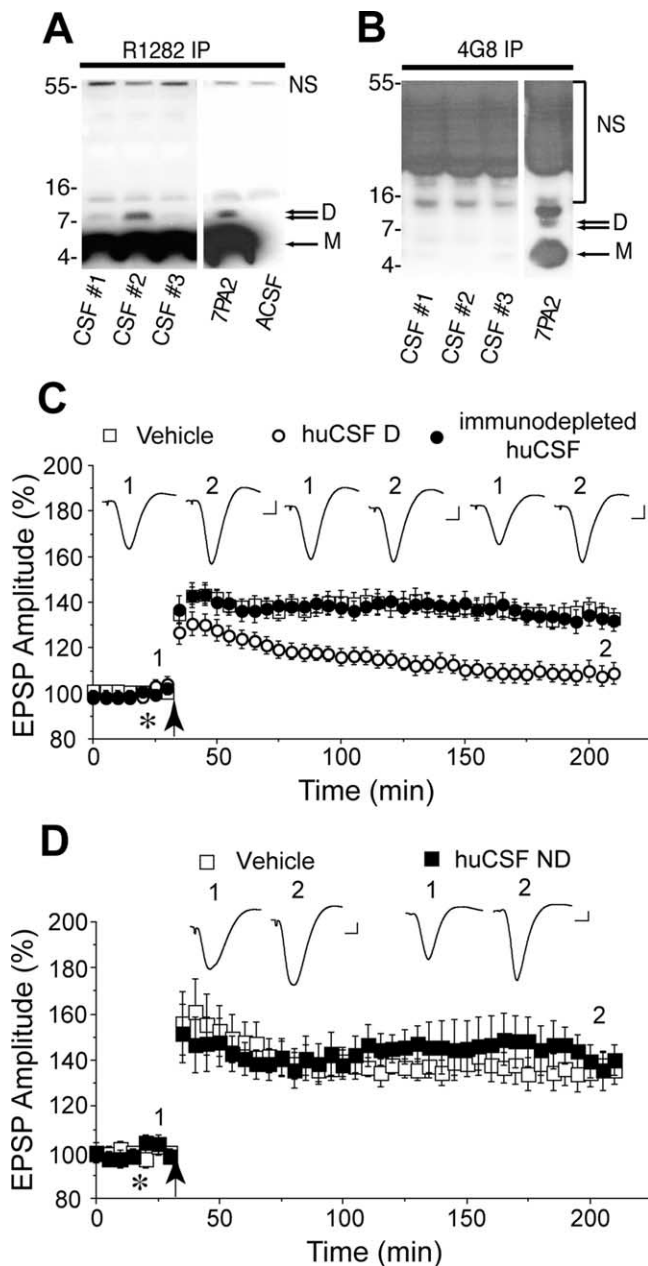 A
R1282 IP
55-
16-
7-
4-
NS
D
M
CSF #1
CSF #2
CSF #3
7PA2
ACSF
B
4G8 IP
55-
16-
7-
4-
NS
D
M
CSF #1
CSF #2
CSF #3
7PA2
C
Vehicle
huCSF D
immunodepleted
huCSF
EPSP Amplitude (%)
200
180
160
140
120
100
80
1 2 1 2 1 2
1
2
*
0 50 100 150 200
Time (min)
D
Vehicle
huCSF ND
EPSP Amplitude (%)
200
180
160
140
120
100
80
1 2 1 2
1
2
*
0 50 100 150 200
Time (min)